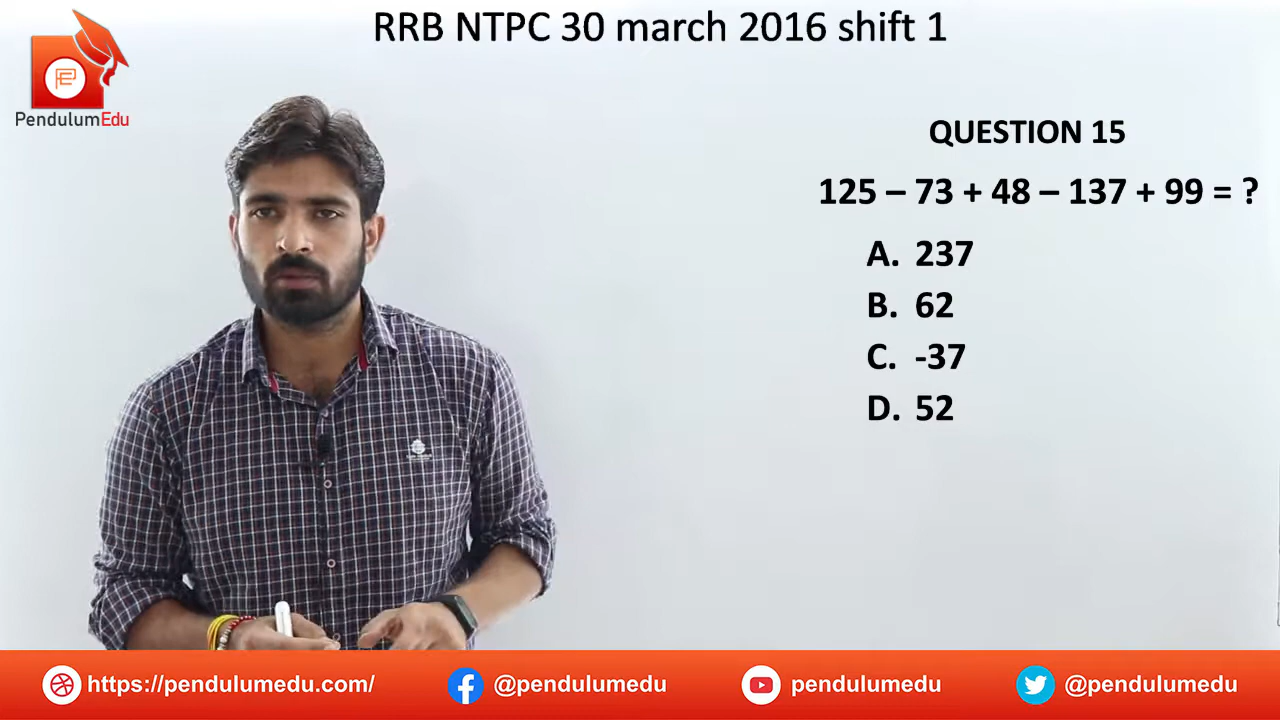 RRB NTPC 30 march 2016 shift 1
PendulumEdu
QUESTION 15
125 – 73 + 48 – 137 + 99 = ?
A. 237
B. 62
C. -37
D. 52
https://pendulumedu.com/
@pendulumedu
pendulumedu
@pendulumedu